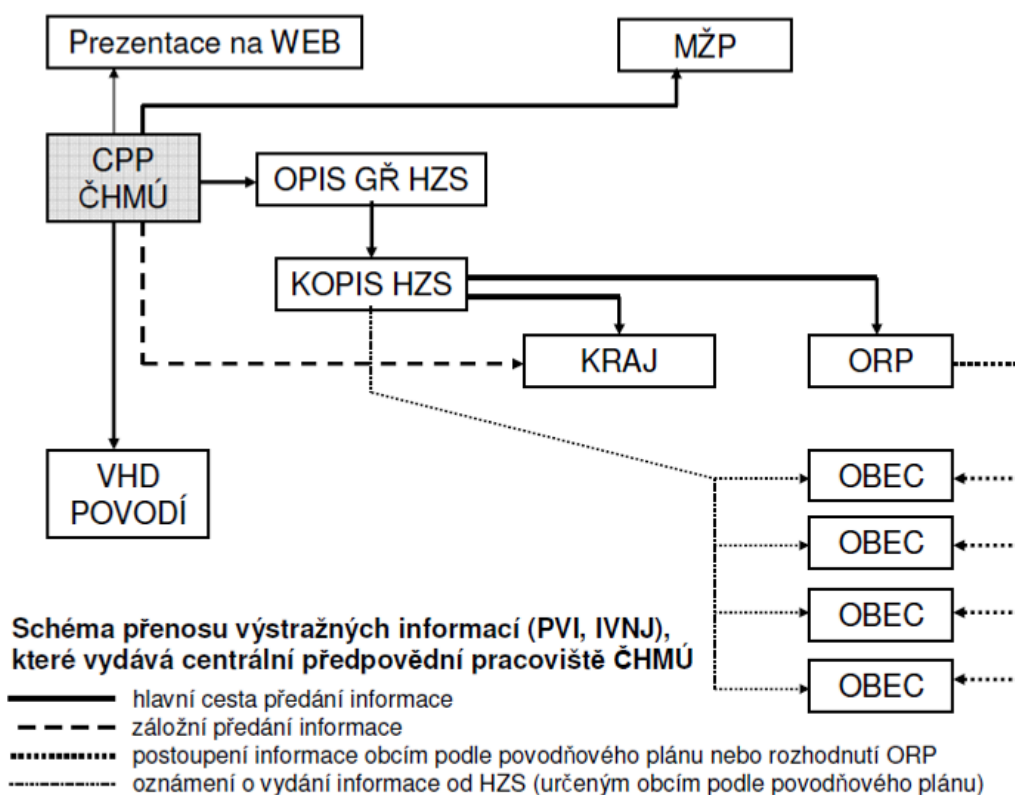 Prezentace na WEB
MŽP
CPP
ČHMÚ
OPIS GŘ HZS
KOPIS HZS
KRAJ
ORP
VHD
POVODÍ
OBEC
OBEC
OBEC
OBEC
Schéma přenosu výstražných informací (PVI, IVNJ),
které vydává centrální předpovědní pracoviště ČHMÚ
hlavní cesta předání informace
záložní předání informace
postoupení informace obcím podle povodňového plánu nebo rozhodnutí ORP
oznámení o vydání informace od HZS (určeným obcím podle povodňového plánu)